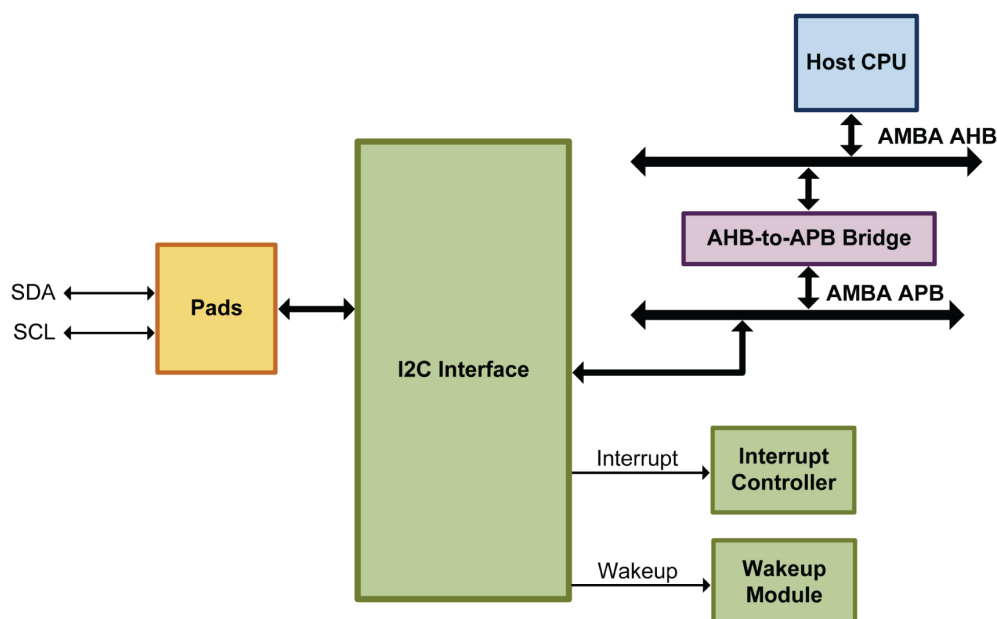 Host CPU
AMBA AHB
AHB-to-APB Bridge
AMBA APB
SDA
SCL
Pads
I2C Interface
Interrupt
Interrupt
Controller
Wakeup
Wakeup
Module